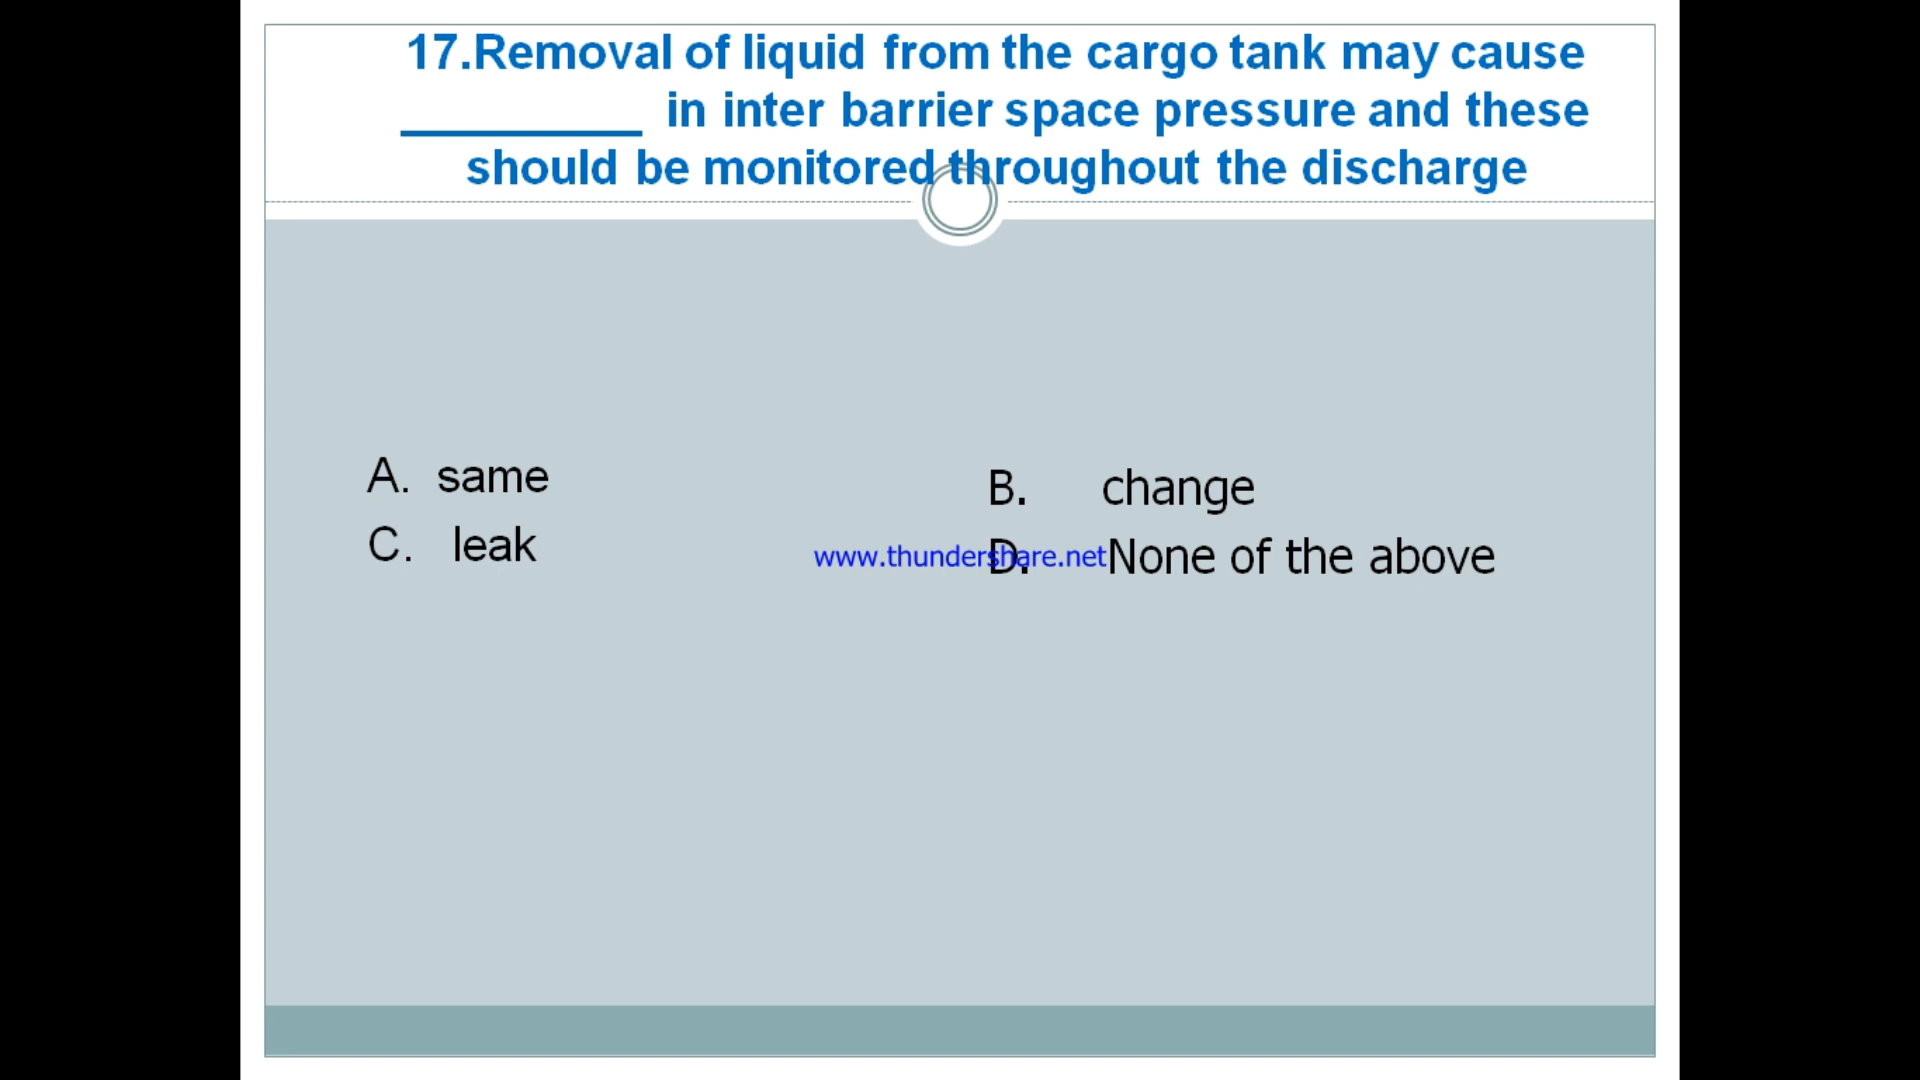 17.Removal of liquid from the cargo tank may cause
_________ in inter barrier space pressure and these
should be monitored throughout the discharge
A. same
B. change
C. leak
D. None of the above
www.thundershare.net